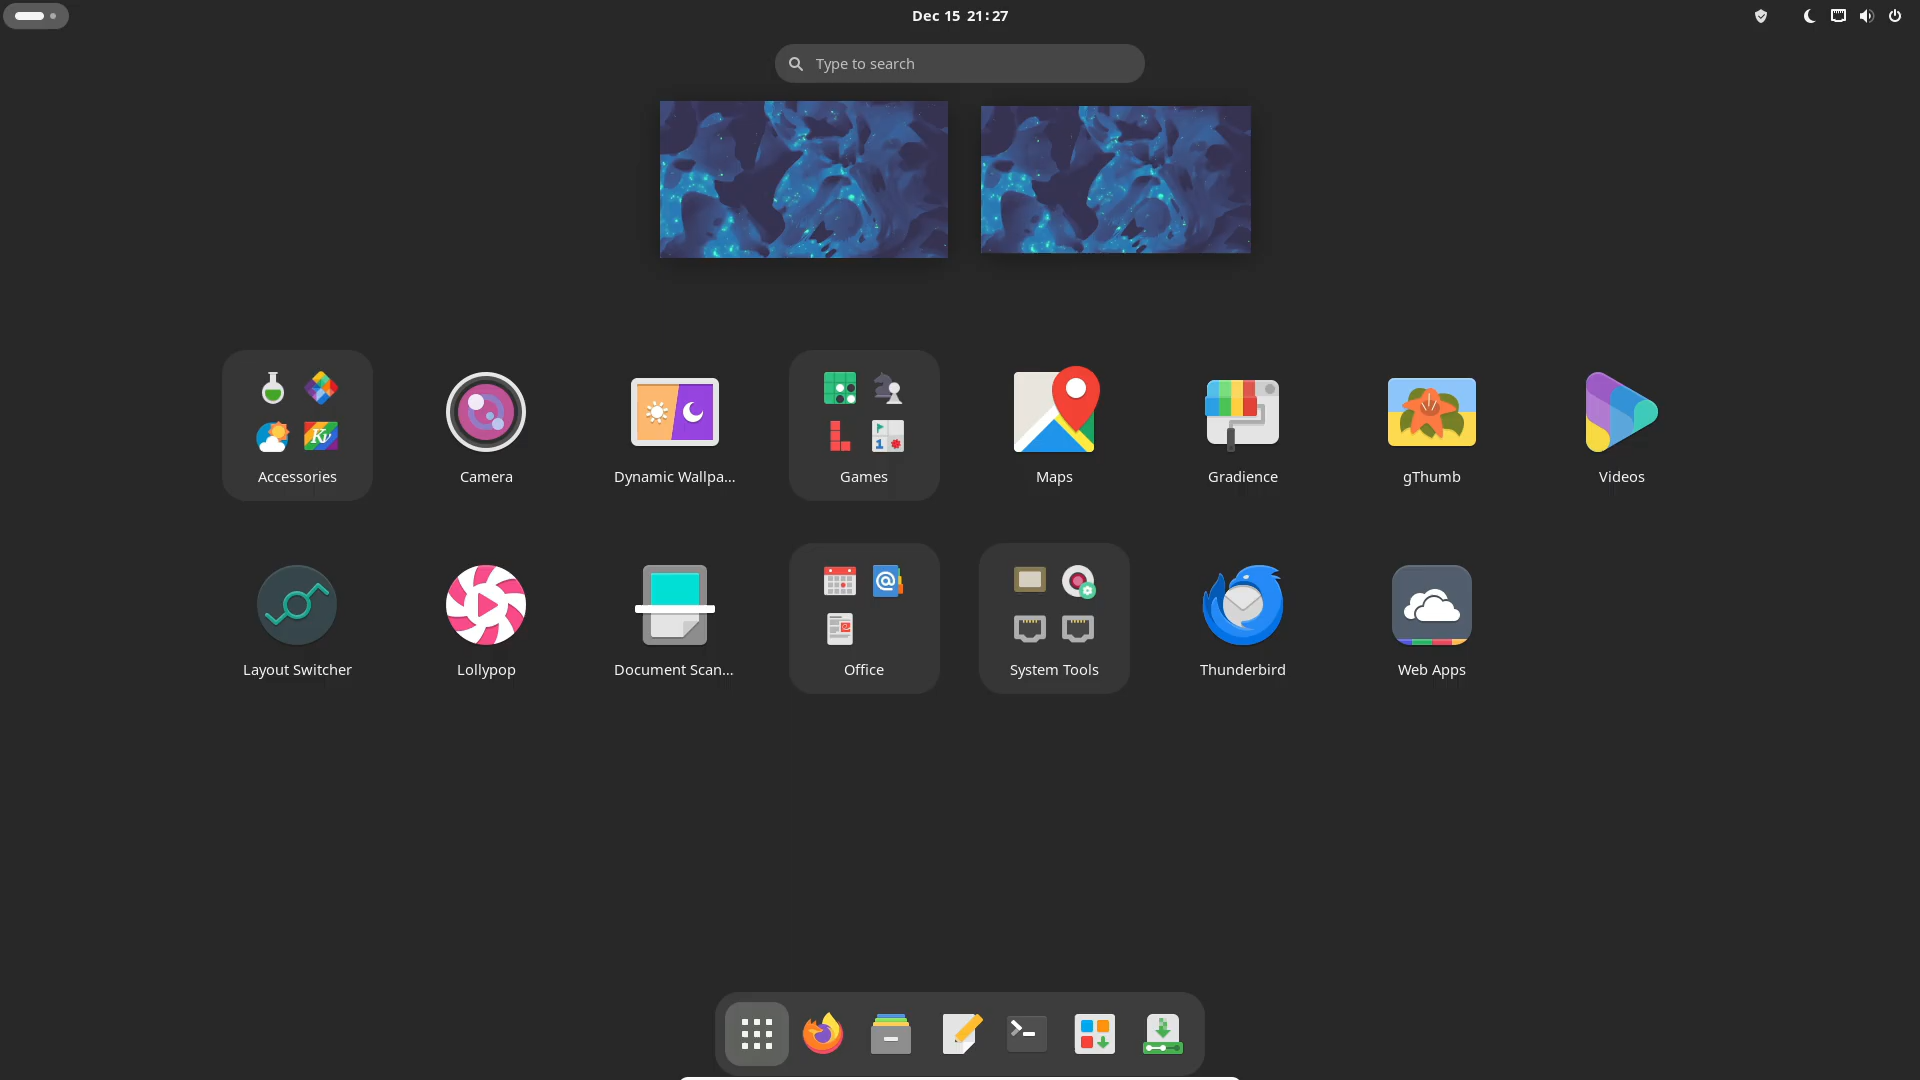 Dec 15 21:27
Type to search
Accessories
Camera
Dynamic Wallpa...
Games
Maps
Gradience
gThumb
Videos
Layout Switcher
Lollypop
Document Scan...
Office
System Tools
Thunderbird
Web Apps